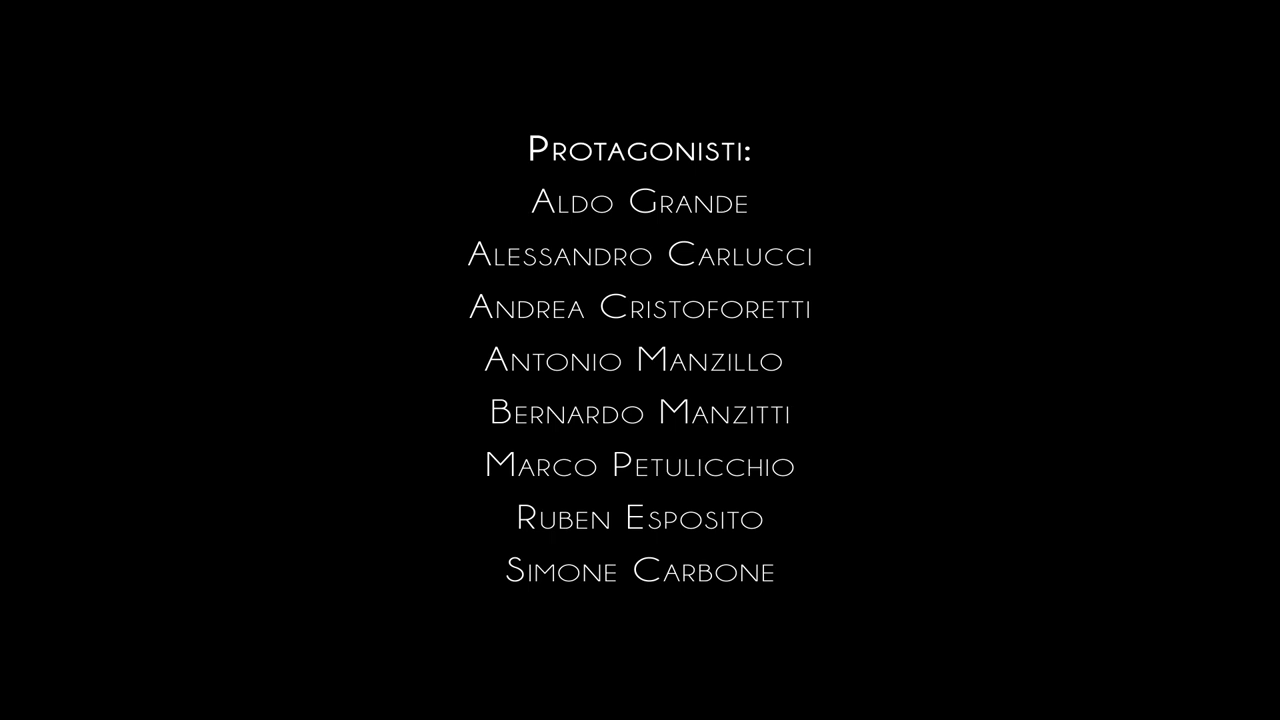 Protagonisti:
Aldo Grande
Alessandro Carlucci
Andrea Cristoforetti
Antonio Manzillo
Bernardo Manzitti
Marco Petulicchio
Ruben Esposito
Simone Carbone